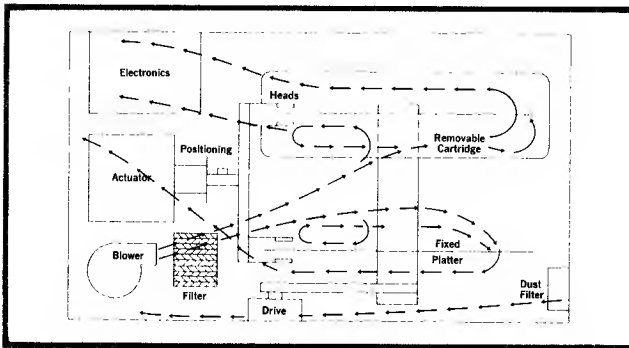 Electronics
Heads
Positioning
Removable
Cartridge
Actuator
Blower
Fixed
Platter
Dust
Filter
Filter
Drive